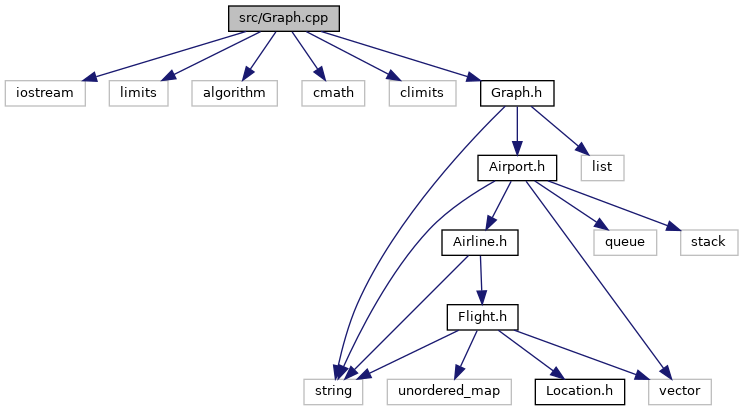 src/Graph.cpp
iostream
limits
algorithm
cmath
climits
Graph.h
Airport.h
list
Airline.h
queue
stack
Flight.h
string
unordered_map
Location.h
vector